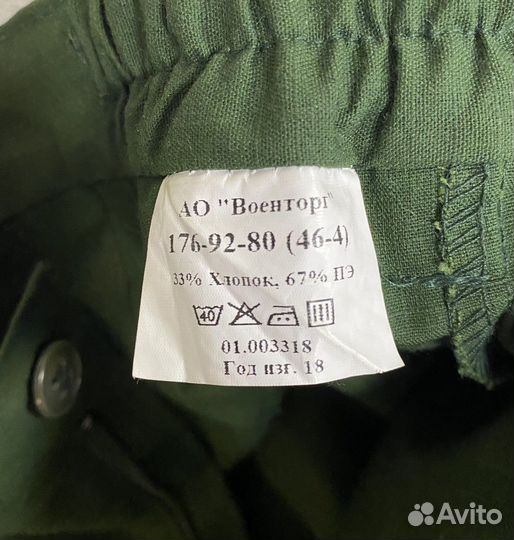 АО "Военторг"
176-92-80 (46-4)
33% Хлопок, 67% ПЭ
40
01.003318
Год изг. 18
Avito